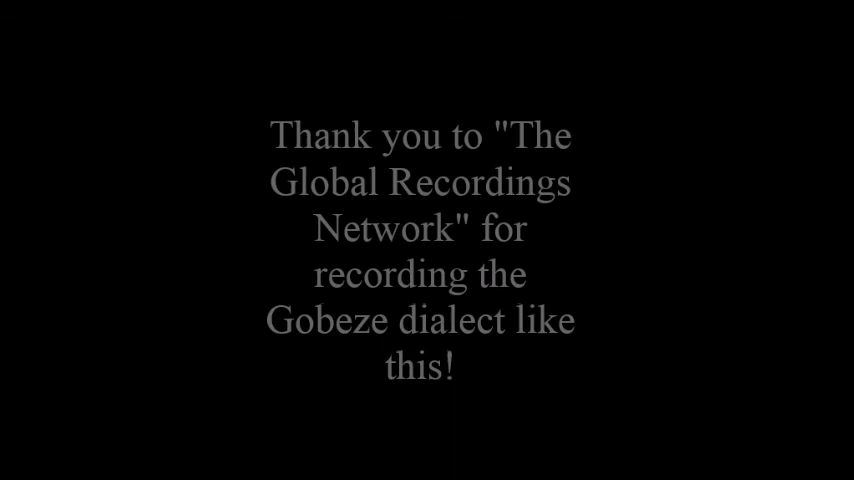 Thank you to "The
Global Recordings
Network" for
recording the
Gobeze dialect like
this!